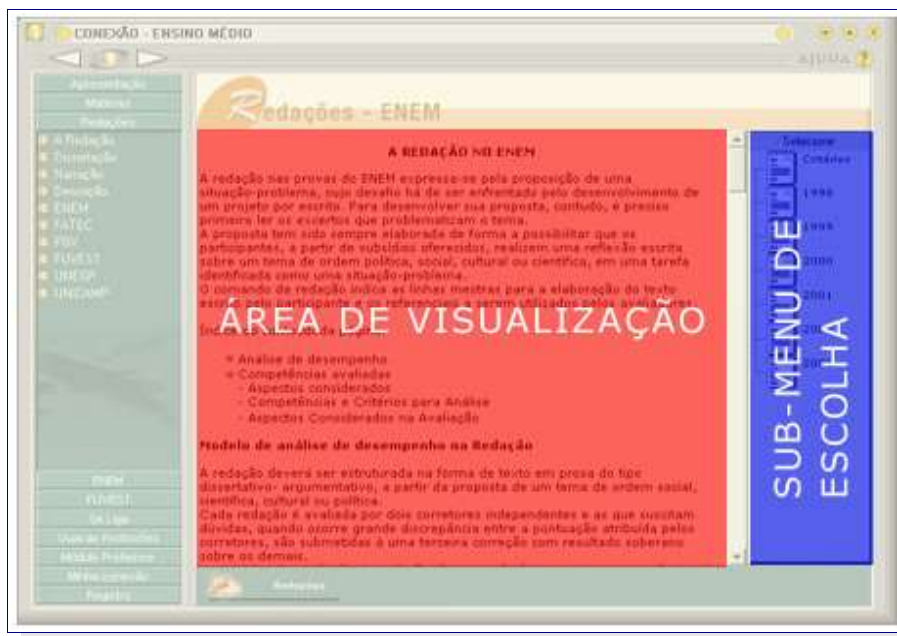 CONEXÃO - ENSINO MÉDIO
AJUDA ?
Apresentação
Matérias
Redações
A Redação
Dissertação
Narração
Descrição
ENEM
FATEC
FGV
FUVEST
UNESP
UNICAMP
ENEM
FUVEST
Guia de Profissões
Módulo Professor
Minha conexão
Registro
Redações - ENEM
A REDAÇÃO NO ENEM
A redação nas provas do ENEM expressa-se pela proposição de uma
situação-problema, cujo desafio há de ser enfrentado pelo desenvolvimento de
um projeto por escrito. Para desenvolver sua proposta, contudo, é preciso
primeiro ler os excertos que problematizam o tema.
A proposta tem sido sempre elaborada de forma a possibilitar que os
participantes, a partir de subsídios oferecidos, realizem uma reflexão escrita
sobre um tema de ordem política, social, cultural ou científica, em uma tarefa
identificada como uma situação-problema.
O comando da redação indica as linhas mestras para a elaboração do texto
escrito pelo participante e os referenciais a serem utilizados pelos avaliadores.
ÁREA DE VISUALIZAÇÃO
Análise de desempenho
Competências avaliadas
- Aspectos considerados
- Competências e Critérios para Análise
- Aspectos Considerados na Avaliação
Modelo de análise de desempenho na Redação
A redação deverá ser estruturada na forma de texto em prosa do tipo
dissertativo- argumentativo, a partir da proposta de um tema de ordem social,
científica, cultural ou política.
Cada redação é avaliada por dois corretores independentes e as que suscitam
dúvidas, quando ocorre grande discrepância entre a pontuação atribuída pelos
corretores, são submetidas à uma terceira correção com resultado soberano
sobre os demais.
Selecione
Critérios
1998
1999
2000
2001
SUB-MENU DE
ESCOLHA
Redações